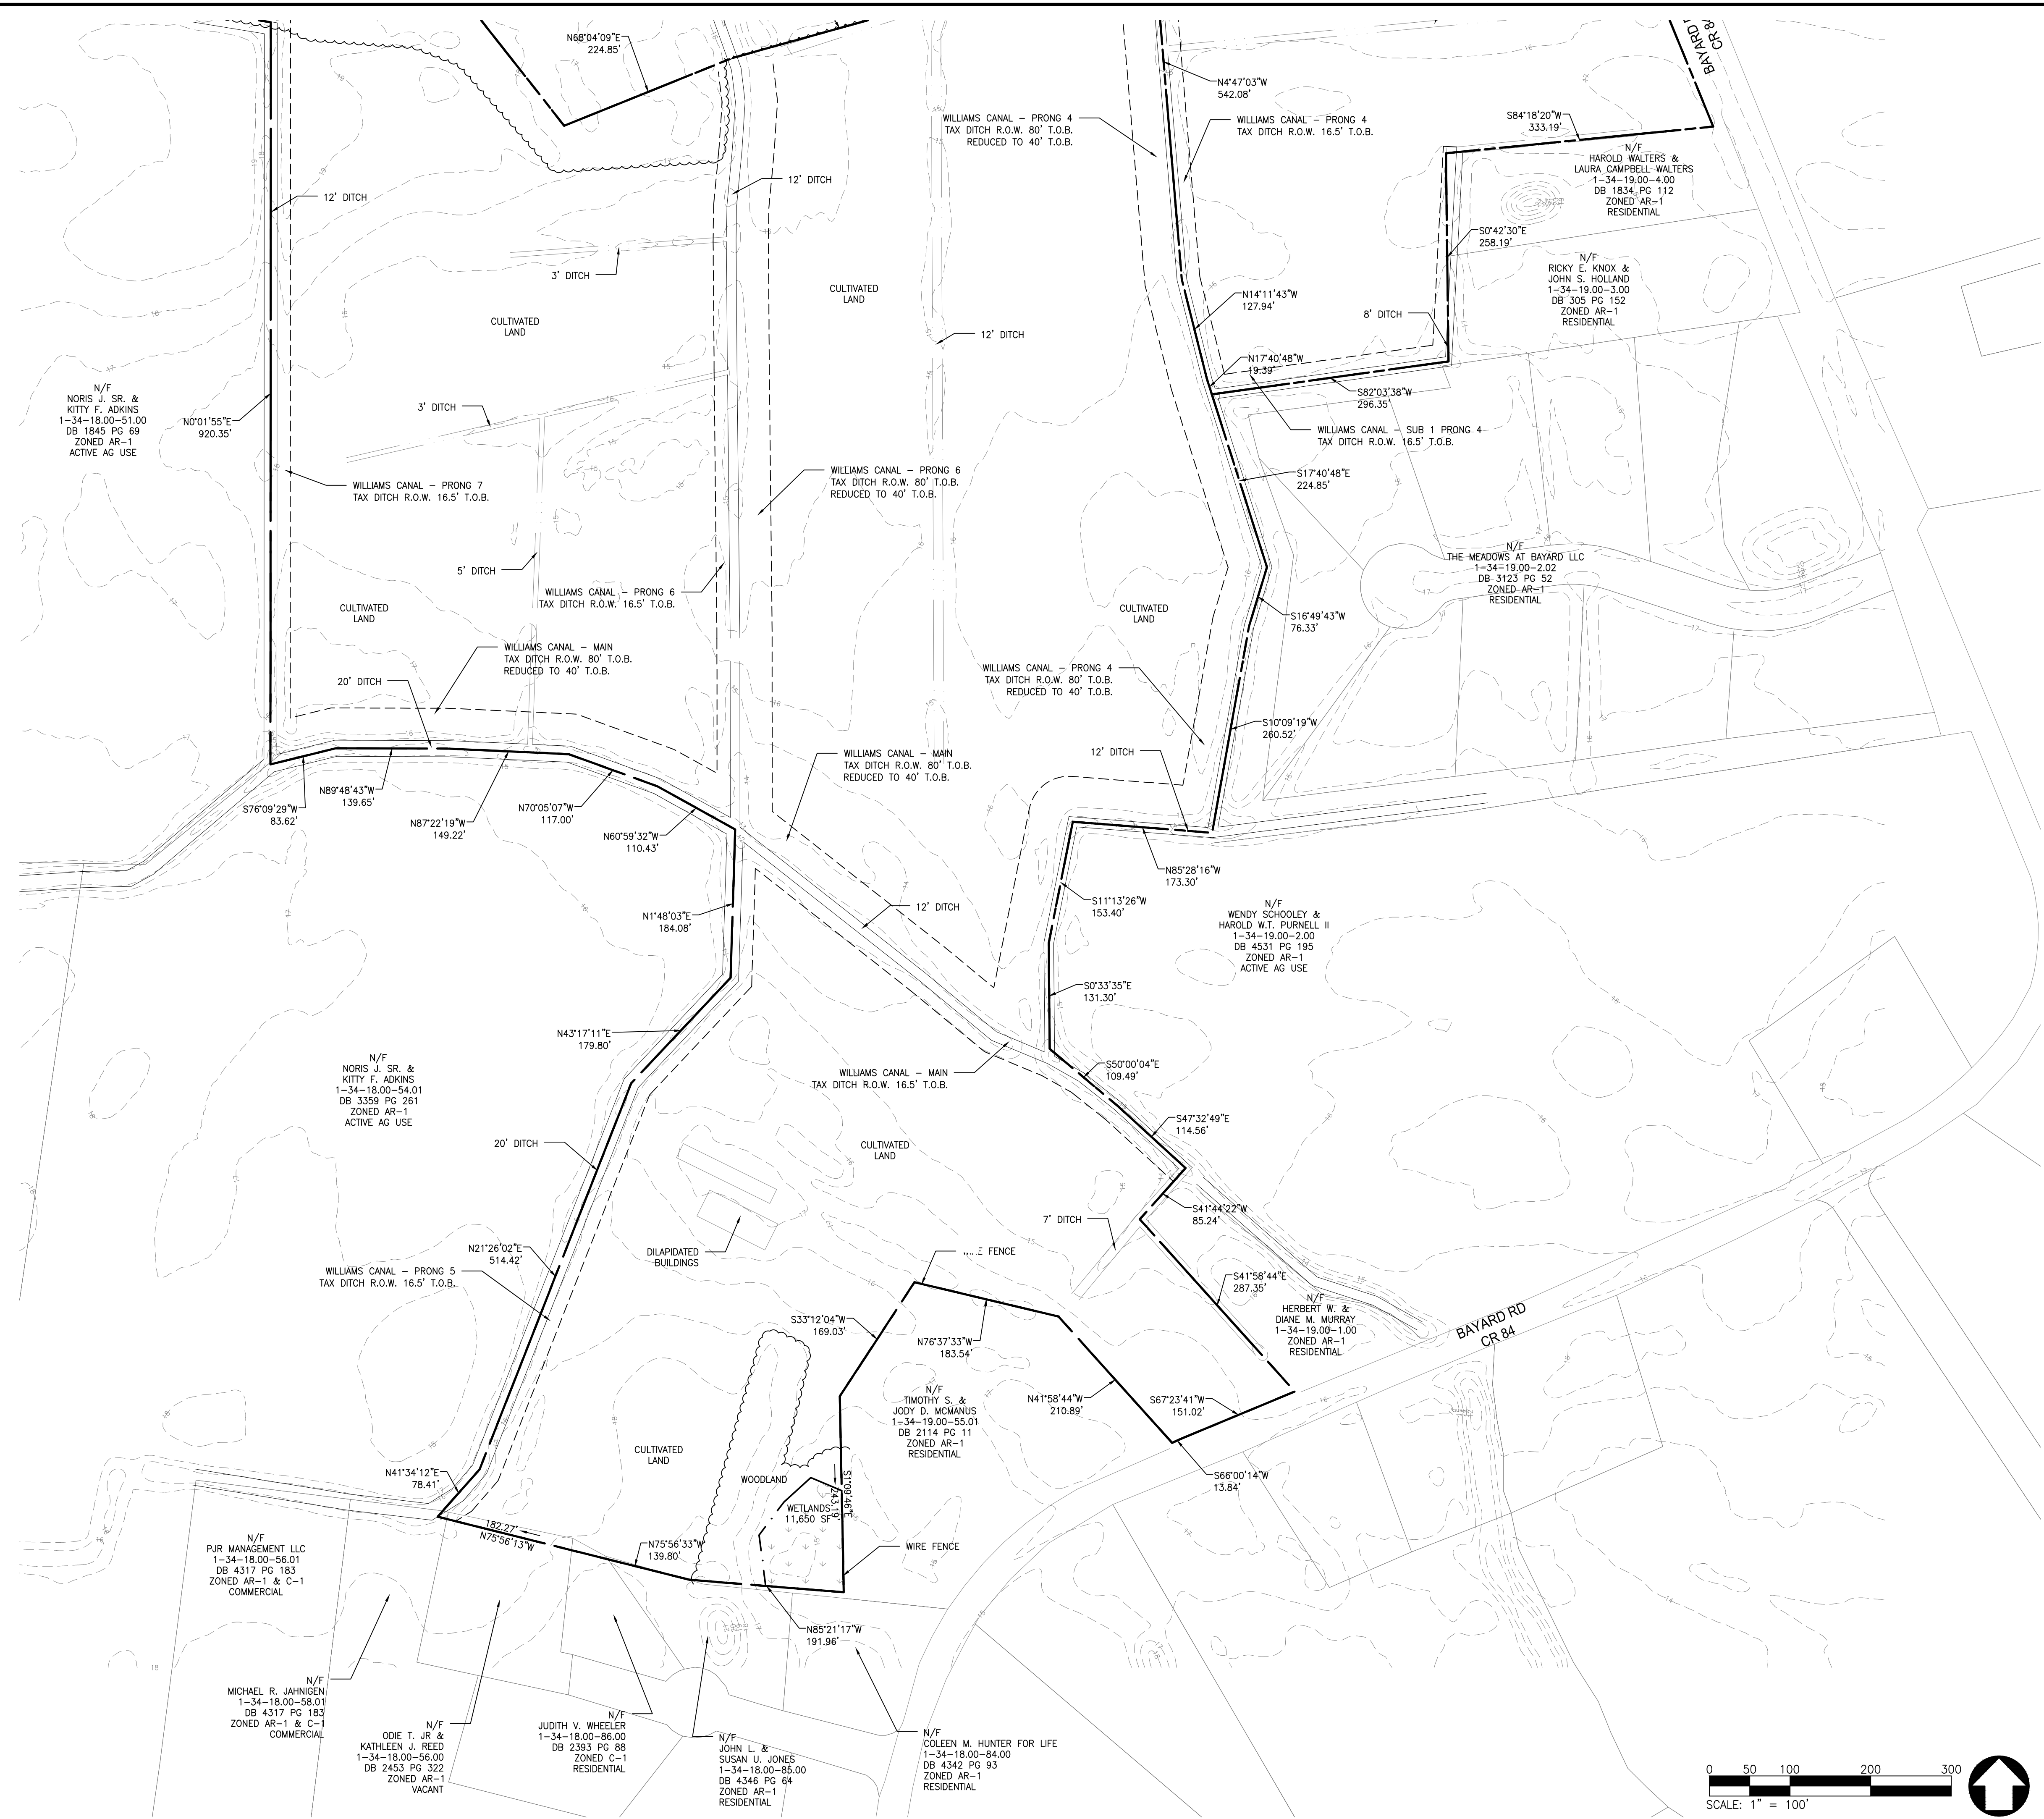 N68°04'09"E
224.85'
BAYARD
CR 8
N4°47'03"W
542.08'
WILLIAMS CANAL – PRONG 4
TAX DITCH R.O.W. 80' T.O.B.
REDUCED TO 40' T.O.B.
WILLIAMS CANAL – PRONG 4
TAX DITCH R.O.W. 16.5' T.O.B.
S84°18'20"W
333.19'
N/F
HAROLD WALTERS &
LAURA CAMPBELL WALTERS
1-34-19.00-4.00
DB 1834 PG 112
ZONED AR-1
RESIDENTIAL
12' DITCH
12' DITCH
S0°42'30"E
258.19'
3' DITCH
N/F
RICKY E. KNOX &
JOHN S. HOLLAND
1-34-19.00-3.00
DB 305 PG 152
ZONED AR-1
RESIDENTIAL
CULTIVATED
LAND
CULTIVATED
LAND
N14°11'43"W
127.94'
8' DITCH
12' DITCH
N17°40'48"W
19.39'
N/F
NORIS J. SR. &
KITTY F. ADKINS
1-34-18.00-51.00
DB 1845 PG 69
ZONED AR-1
ACTIVE AG USE
N0°01'55"E
920.35'
3' DITCH
S82°03'38"W
296.35'
WILLIAMS CANAL – SUB 1 PRONG 4
TAX DITCH R.O.W. 16.5' T.O.B.
WILLIAMS CANAL – PRONG 7
TAX DITCH R.O.W. 16.5' T.O.B.
WILLIAMS CANAL – PRONG 6
TAX DITCH R.O.W. 80' T.O.B.
REDUCED TO 40' T.O.B.
S17°40'48"E
224.85'
5' DITCH
WILLIAMS CANAL – PRONG 6
TAX DITCH R.O.W. 16.5' T.O.B.
N/F
THE MEADOWS AT BAYARD LLC
1-34-19.00-2.02
DB 3123 PG 52
ZONED AR-1
RESIDENTIAL
CULTIVATED
LAND
CULTIVATED
LAND
S16°49'43"W
76.33'
WILLIAMS CANAL – MAIN
TAX DITCH R.O.W. 80' T.O.B.
REDUCED TO 40' T.O.B.
20' DITCH
WILLIAMS CANAL – PRONG 4
TAX DITCH R.O.W. 80' T.O.B.
REDUCED TO 40' T.O.B.
S10°09'19"W
260.52'
WILLIAMS CANAL – MAIN
TAX DITCH R.O.W. 80' T.O.B.
REDUCED TO 40' T.O.B.
12' DITCH
S76°09'29"W
83.62'
N89°48'43"W
139.65'
N87°22'19"W
149.22'
N70°05'07"W
117.00'
N60°59'32"W
110.43'
N85°28'16"W
173.30'
N1°48'03"E
184.08'
12' DITCH
S11°13'26"W
153.40'
N/F
WENDY SCHOOLEY &
HAROLD W.T. PURNELL II
1-34-19.00-2.00
DB 4531 PG 195
ZONED AR-1
ACTIVE AG USE
S0°33'35"E
131.30'
N43°17'11"E
179.80'
WILLIAMS CANAL – MAIN
TAX DITCH R.O.W. 16.5' T.O.B.
S50°00'04"E
109.49'
N/F
NORIS J. SR. &
KITTY F. ADKINS
1-34-18.00-54.01
DB 3359 PG 261
ZONED AR-1
ACTIVE AG USE
S47°32'49"E
114.56'
20' DITCH
CULTIVATED
LAND
S41°44'22"W
85.24'
7' DITCH
N21°26'02"E
514.42'
DILAPIDATED
BUILDINGS
FENCE
WILLIAMS CANAL – PRONG 5
TAX DITCH R.O.W. 16.5' T.O.B.
S41°58'44"E
287.35'
N/F
HERBERT W. &
DIANE M. MURRAY
1-34-19.00-1.00
ZONED AR-1
RESIDENTIAL
BAYARD RD
CR 84
S33°12'04"W
169.03'
N76°37'33"W
183.54'
N/F
TIMOTHY S. &
JODY D. MCMANUS
1-34-19.00-55.01
DB 2114 PG 11
ZONED AR-1
RESIDENTIAL
N41°58'44"W
210.89'
S67°23'41"W
151.02'
CULTIVATED
LAND
N41°34'12"E
78.41'
WOODLAND
S1°09'46"E
243.19'
S66°00'14"W
13.84'
WETLANDS
11,650 SF
182.27'
N75°56'13"W
N75°56'33"W
139.80'
WIRE FENCE
N/F
PJR MANAGEMENT LLC
1-34-18.00-56.01
DB 4317 PG 183
ZONED AR-1 & C-1
COMMERCIAL
N85°21'17"W
191.96'
N/F
MICHAEL R. JAHNIGEN
1-34-18.00-58.01
DB 4317 PG 183
ZONED AR-1 & C-1
COMMERCIAL
N/F
ODIE T. JR &
KATHLEEN J. REED
1-34-18.00-56.00
DB 2453 PG 322
ZONED AR-1
VACANT
N/F
JUDITH V. WHEELER
1-34-18.00-86.00
DB 2393 PG 88
ZONED C-1
RESIDENTIAL
N/F
JOHN L. &
SUSAN U. JONES
1-34-18.00-85.00
DB 4346 PG 64
ZONED AR-1
RESIDENTIAL
N/F
COLEEN M. HUNTER FOR LIFE
1-34-18.00-84.00
DB 4342 PG 93
ZONED AR-1
RESIDENTIAL
0 50 100 200 300
SCALE: 1" = 100'